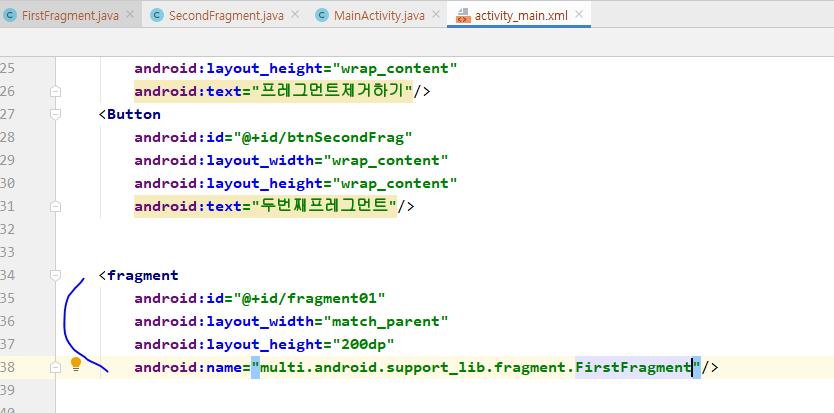 FirstFragment.java SecondFragment.java MainActivity.java activity_main.xml
25 android:layout_height="wrap_content"
26 android:text="프레그먼트제거하기"/>
27 <Button
28 android:id="@+id/btnSecondFrag"
29 android:layout_width="wrap_content"
30 android:layout_height="wrap_content"
31 android:text="두번째프레그먼트"/>
32
33
34 <fragment
35 android:id="@+id/fragment01"
36 android:layout_width="match_parent"
37 android:layout_height="200dp"
38 android:name="multi.android.support_lib.fragment.FirstFragment"/>
39
40